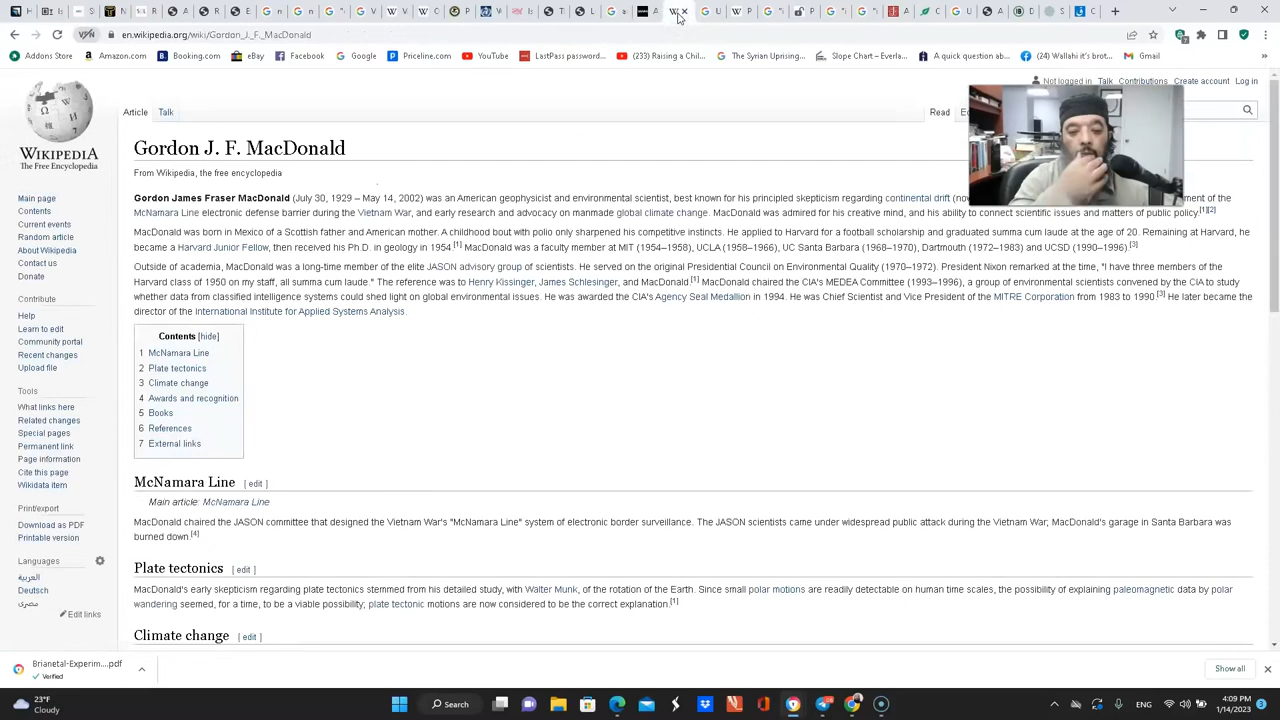 en.wikipedia.org/wiki/Gordon_J._F._MacDonald
Addons Store
Amazon.com
Booking.com
eBay
Facebook
Google
Priceline.com
YouTube
LastPass password...
(233) Raising a Chil...
The Syrian Uprising...
Slope Chart – Everla...
A quick question ab...
(24) Wallahi it's brot...
Gmail
Not logged in Talk Contributions Create account Log in
WIKIPEDIA
The Free Encyclopedia
Article Talk
Read
Gordon J. F. MacDonald
From Wikipedia, the free encyclopedia
Gordon James Fraser MacDonald (July 30, 1929 – May 14, 2002) was an American geophysicist and environmental scientist, best known for his principled skepticism regarding continental drift
McNamara Line electronic defense barrier during the Vietnam War, and early research and advocacy on manmade global climate change. MacDonald was admired for his creative mind, and his ability to connect scientific issues and matters of public policy.[1][2]
MacDonald was born in Mexico of a Scottish father and American mother. A childhood bout with polio only sharpened his competitive instincts. He applied to Harvard for a football scholarship and graduated summa cum laude at the age of 20. Remaining at Harvard, he
became a Harvard Junior Fellow, then received his Ph.D. in geology in 1954.[1] MacDonald was a faculty member at MIT (1954–1958), UCLA (1958–1966), UC Santa Barbara (1968–1970), Dartmouth (1972–1983) and UCSD (1990–1996).[3]
Outside of academia, MacDonald was a long-time member of the elite JASON advisory group of scientists. He served on the original Presidential Council on Environmental Quality (1970–1972). President Nixon remarked at the time, "I have three members of the
Harvard class of 1950 on my staff, all summa cum laude." The reference was to Henry Kissinger, James Schlesinger, and MacDonald.[1] MacDonald chaired the CIA's MEDEA Committee (1993–1996), a group of environmental scientists convened by the CIA to study
whether data from classified intelligence systems could shed light on global environmental issues. He was awarded the CIA's Agency Seal Medallion in 1994. He was Chief Scientist and Vice President of the MITRE Corporation from 1983 to 1990.[3] He later became the
director of the International Institute for Applied Systems Analysis.
Contents [hide]
1 McNamara Line
2 Plate tectonics
3 Climate change
4 Awards and recognition
5 Books
6 References
7 External links
McNamara Line [ edit ]
Main article: McNamara Line
MacDonald chaired the JASON committee that designed the Vietnam War's "McNamara Line" system of electronic border surveillance. The JASON scientists came under widespread public attack during the Vietnam War; MacDonald's garage in Santa Barbara was
burned down.[4]
Plate tectonics [ edit ]
MacDonald's early skepticism regarding plate tectonics stemmed from his detailed study, with Walter Munk, of the rotation of the Earth. Since small polar motions are readily detectable on human time scales, the possibility of explaining paleomagnetic data by polar
wandering seemed, for a time, to be a viable possibility; plate tectonic motions are now considered to be the correct explanation.[1]
Climate change [ edit ]
Main page
Contents
Current events
Random article
About Wikipedia
Contact us
Donate
Contribute
Help
Learn to edit
Community portal
Recent changes
Upload file
Tools
What links here
Related changes
Special pages
Permanent link
Page information
Cite this page
Wikidata item
Print/export
Download as PDF
Printable version
Languages
العربية
Deutsch
مصرى
Edit links
Brianetal-Experim....pdf
Verified
Show all
23°F
Cloudy
Search
ENG
4:09 PM
1/14/2023